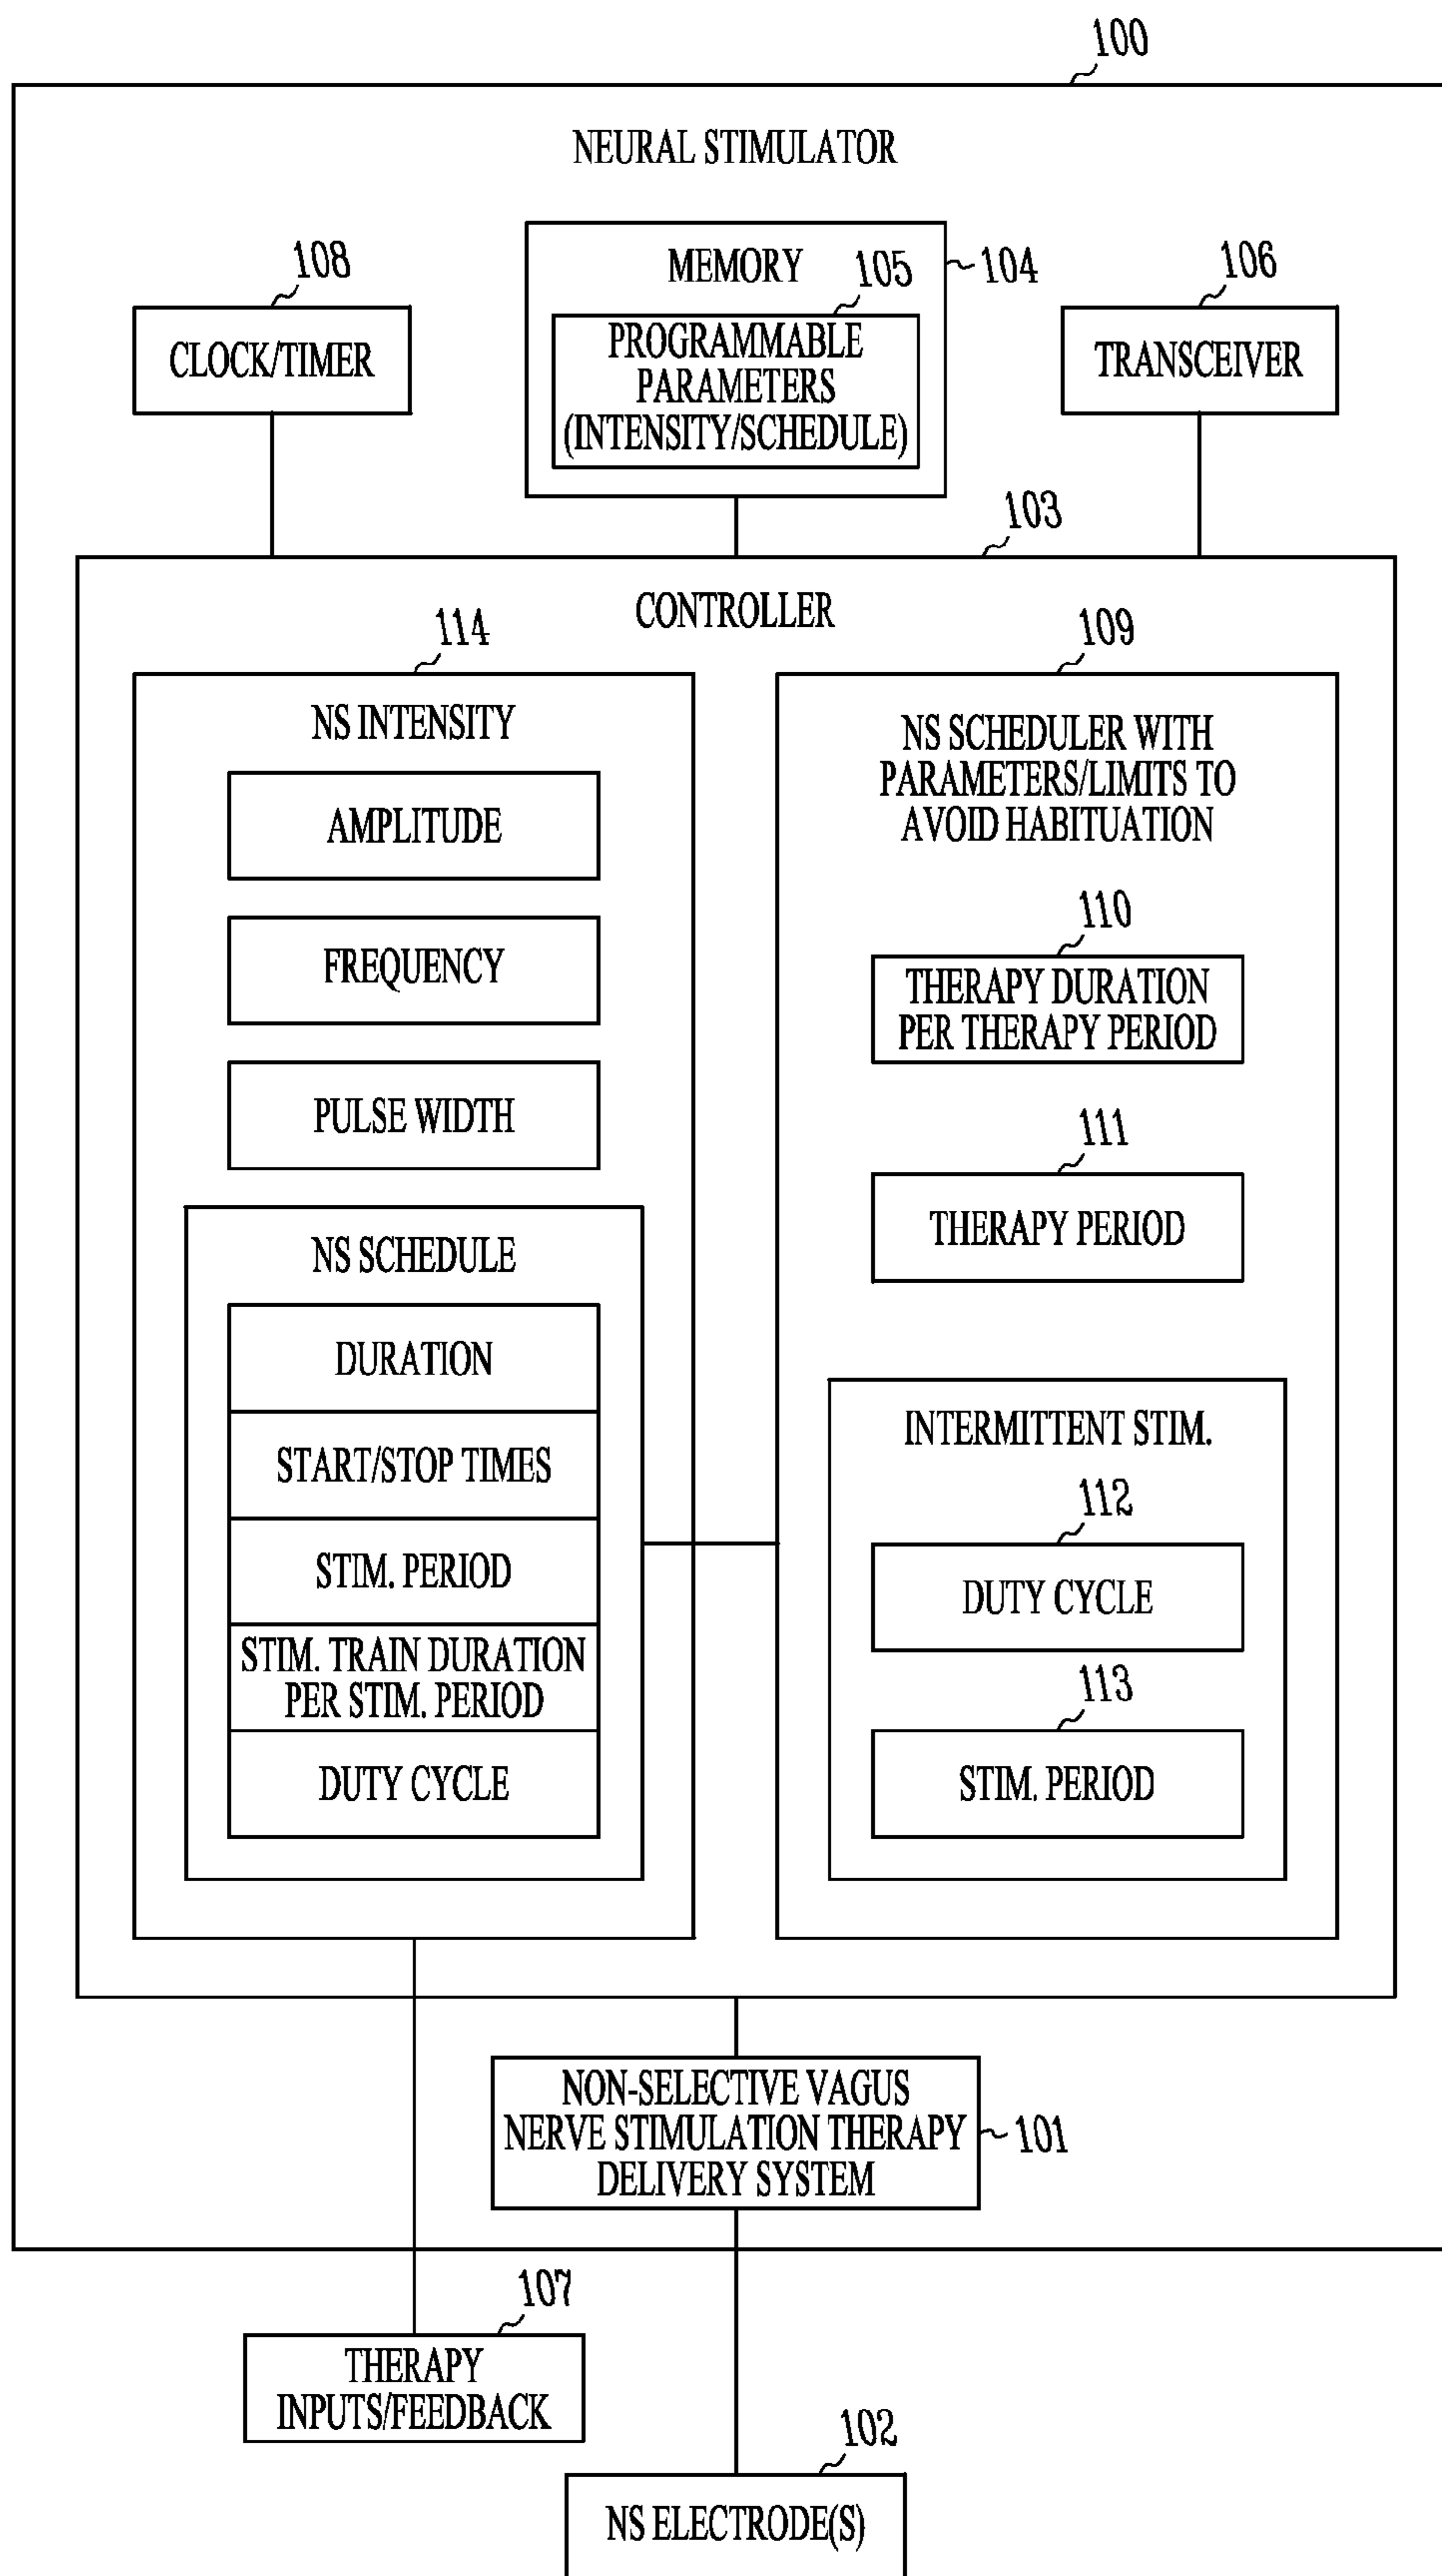 100
NEURAL STIMULATOR
108
CLOCK/TIMER
MEMORY
104
105
PROGRAMMABLE
PARAMETERS
(INTENSITY/SCHEDULE)
106
TRANSCEIVER
103
CONTROLLER
114
NS INTENSITY
AMPLITUDE
FREQUENCY
PULSE WIDTH
NS SCHEDULE
DURATION
START/STOP TIMES
STIM. PERIOD
STIM. TRAIN DURATION
PER STIM. PERIOD
DUTY CYCLE
109
NS SCHEDULER WITH
PARAMETERS/LIMITS TO
AVOID HABITUATION
110
THERAPY DURATION
PER THERAPY PERIOD
111
THERAPY PERIOD
INTERMITTENT STIM.
112
DUTY CYCLE
113
STIM. PERIOD
NON-SELECTIVE VAGUS
NERVE STIMULATION THERAPY
DELIVERY SYSTEM
101
107
THERAPY
INPUTS/FEEDBACK
102
NS ELECTRODE(S)